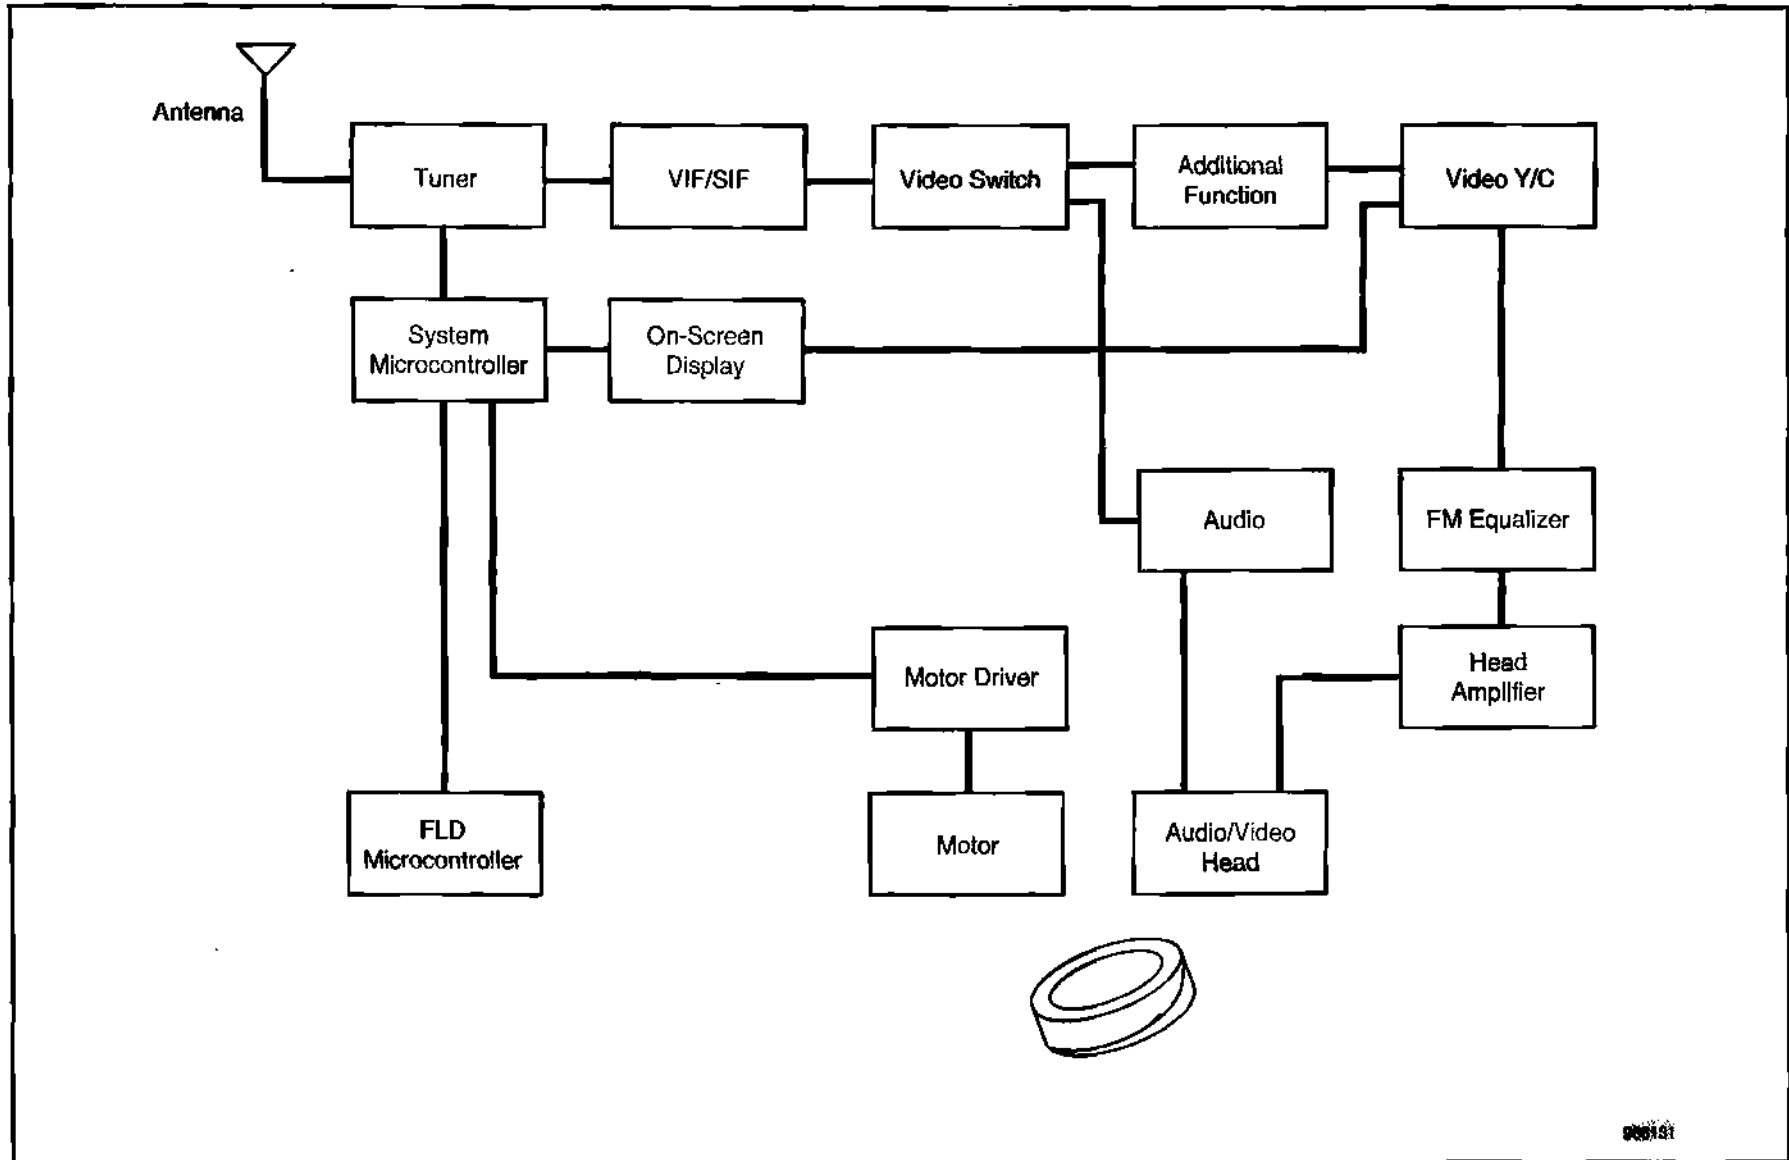 Antenna
Tuner
VIF/SIF
Video Switch
Additional
Function
Video Y/C
System
Microcontroller
On-Screen
Display
Audio
FM Equalizer
Motor Driver
Head
Amplifier
FLD
Microcontroller
Motor
Audio/Video
Head